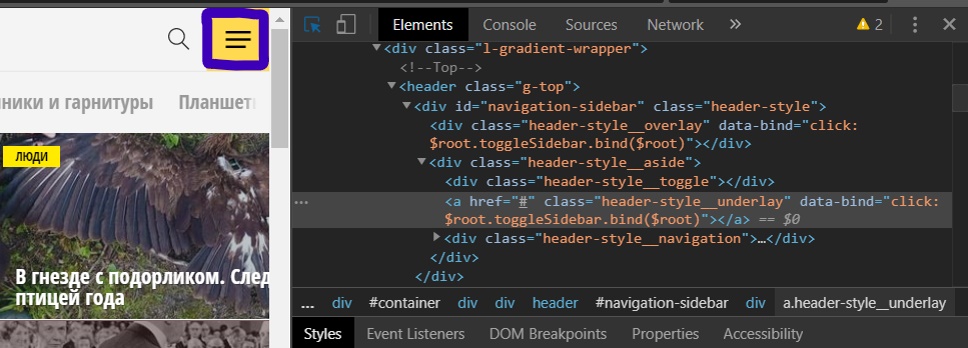 Elements Console Sources Network » 2
<div class="l-gradient-wrapper">
<!--Top-->
<header class="g-top">
<div id="navigation-sidebar" class="header-style">
<div class="header-style__overlay" data-bind="click:
$root.toggleSidebar.bind($root)"></div>
<div class="header-style__aside">
<div class="header-style__toggle"></div>
<a href="#" class="header-style__underlay" data-bind="click:
$root.toggleSidebar.bind($root)"></a> == $0
<div class="header-style__navigation">…</div>
</div>
</div>
... div #container div div header #navigation-sidebar div a.header-style__underlay
Styles Event Listeners DOM Breakpoints Properties Accessibility
и гарнитуры
ЛЮДИ
В гнезде с подорликом.
птицей года